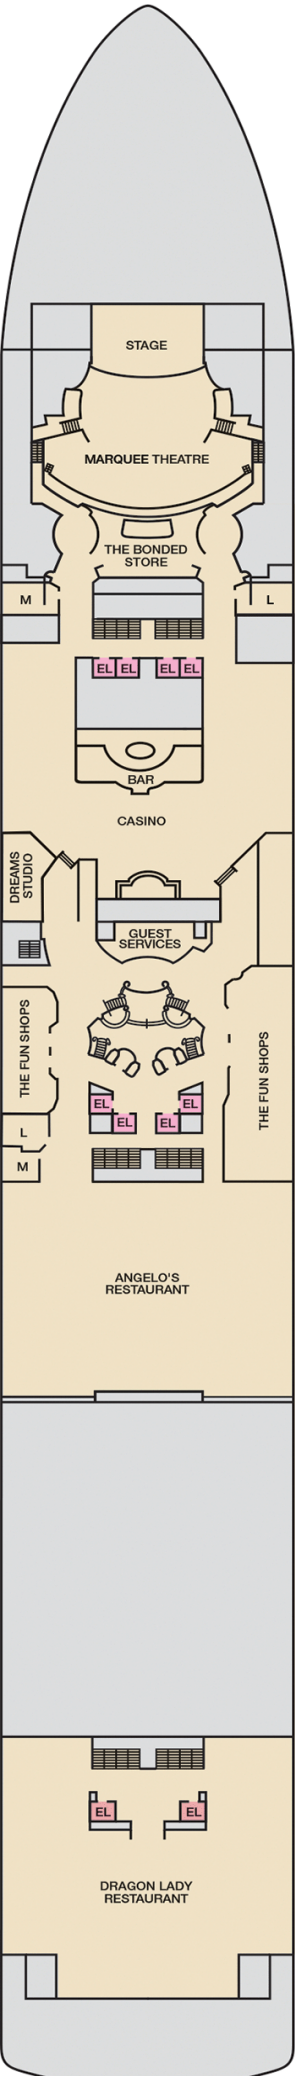 STAGE
MARQUEE THEATRE
THE BONDED
STORE
M
L
EL EL EL EL
BAR
CASINO
DREAMS
STUDIO
GUEST
SERVICES
THE FUN SHOPS
THE FUN SHOPS
EL EL
EL EL
L
M
ANGELO'S
RESTAURANT
EL EL
DRAGON LADY
RESTAURANT